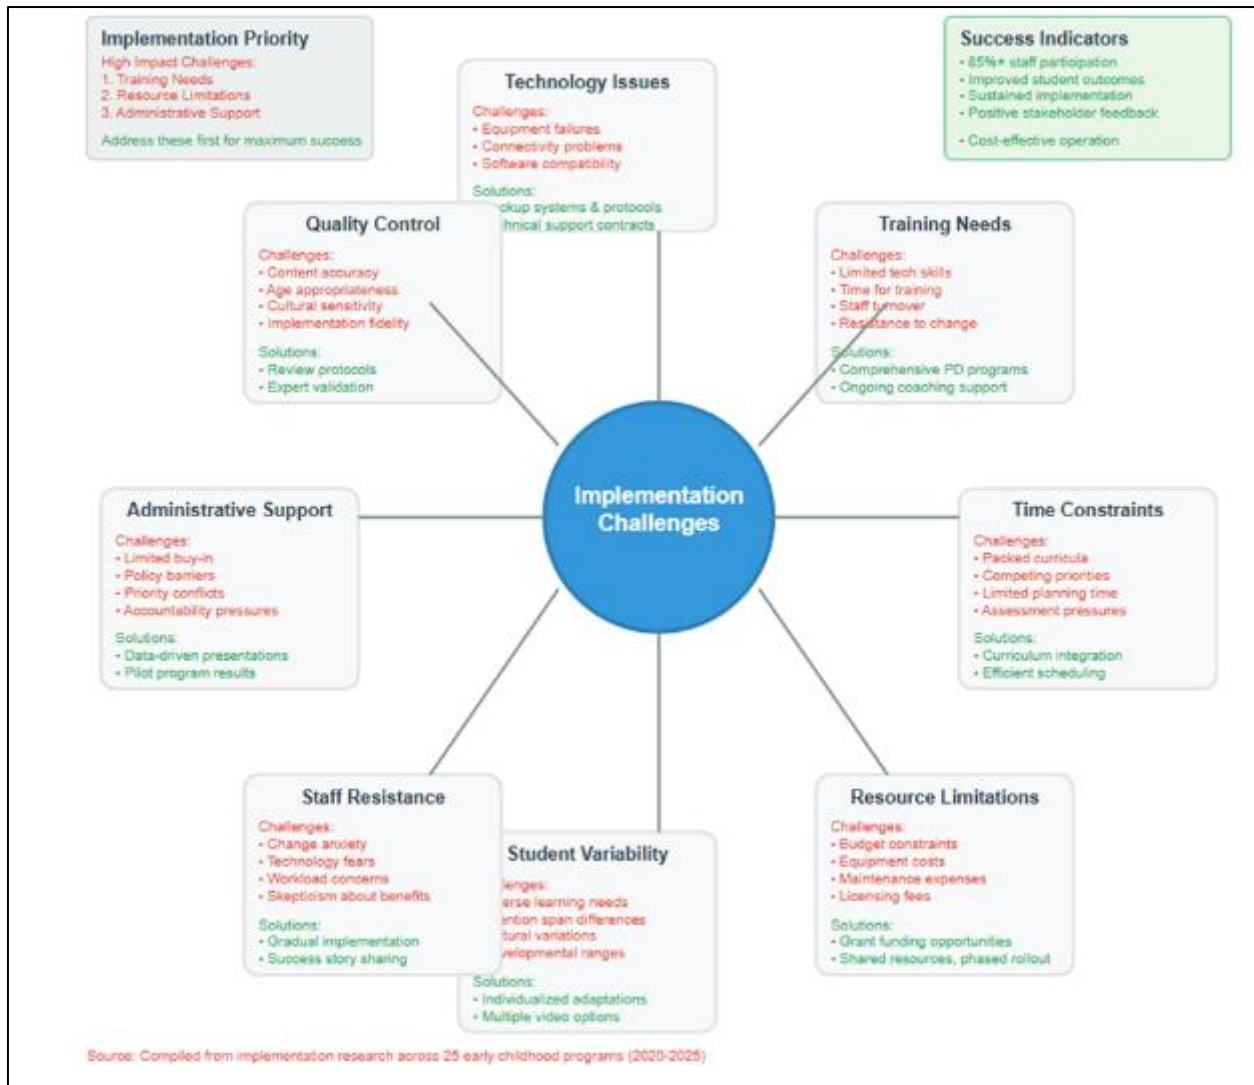 Implementation Priority
High Impact Challenges:
1. Training Needs
2. Resource Limitations
3. Administrative Support
Address these first for maximum success
Success Indicators
• 85%+ staff participation
• Improved student outcomes
• Sustained implementation
• Positive stakeholder feedback
• Cost-effective operation
Technology Issues
Challenges:
• Equipment failures
• Connectivity problems
• Software compatibility
Solutions:
systems & protocols
support contracts
Quality Control
Challenges:
• Content accuracy
• Age appropriateness
• Cultural sensitivity
• Implementation fidelity
Solutions:
• Review protocols
• Expert validation
Training Needs
Challenges:
• Limited tech skills
• Time for training
• Staff turnover
• Resistance to change
Solutions:
• Comprehensive PD programs
• Ongoing coaching support
Implementation
Challenges
Administrative Support
Challenges:
• Limited buy-in
• Policy barriers
• Priority conflicts
• Accountability pressures
Solutions:
• Data-driven presentations
• Pilot program results
Time Constraints
Challenges:
• Packed curricula
• Competing priorities
• Limited planning time
• Assessment pressures
Solutions:
• Curriculum integration
• Efficient scheduling
Staff Resistance
Challenges:
• Change anxiety
• Technology fears
• Workload concerns
• Skepticism about benefits
Solutions:
• Gradual implementation
• Success story sharing
Student Variability
learning needs
span differences
variations
ranges
Solutions:
• Individualized adaptations
• Multiple video options
Resource Limitations
Challenges:
• Budget constraints
• Equipment costs
• Maintenance expenses
• Licensing fees
Solutions:
• Grant funding opportunities
• Shared resources, phased rollout
Source: Compiled from implementation research across 25 early childhood programs (2020-2025)